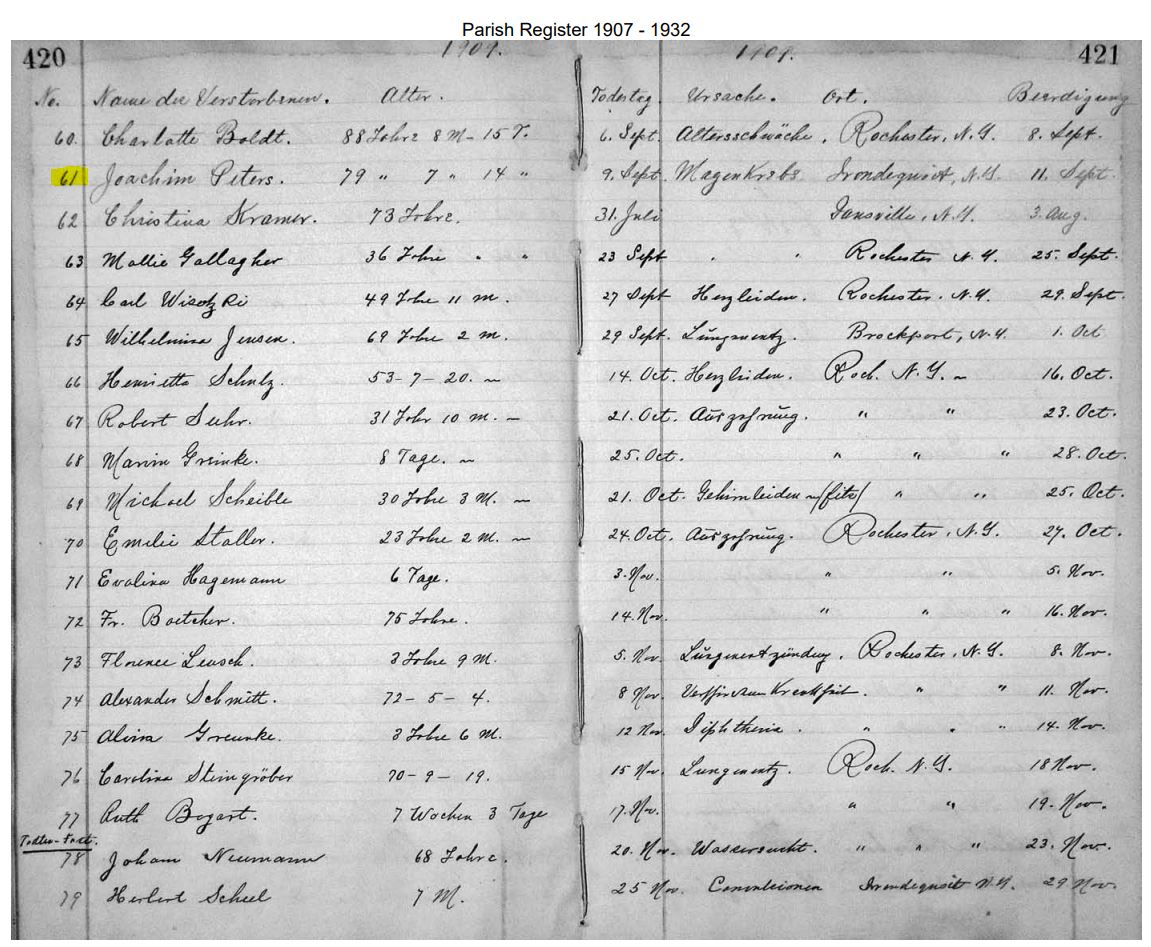 Parish Register 1907 - 1932
420 1909. 1909. 421
No. Name der Verstorbenen. Alter. Todestag. Ursache. Ort. Beerdigung
60. Charlotte Boldt. 88 Jahre 8 M - 15 T. 6. Sept. Altersschwäche, Rochester, N.Y. 8. Sept.
61 Joachim Peters. 79 " 7 " 14 " 9. Sept. Magenkrebs Irondequoit, N.Y. 11. Sept.
62 Christina Kramer. 73 Jahre. 31. Juli Dansville, N.Y. 3. Aug.
63 Mallie Gallagher 36 Jahre " " 23 Sept " " Rochester N.Y. 25. Sept.
64 Carl Wisotzki 49 Jahre 11 m. 27 Sept Herzleiden. Rochester. N.Y. 29. Sept.
65 Wilhelmina Jensen. 69 Jahre 2 m. 29 Sept. Lungenentz. Brockport, N.Y. 1. Oct
66 Henrietta Schulz. 53 - 7 - 20. 14. Oct. Herzleiden. Roch. N.Y. 16. Oct.
67 Robert Suhr. 31 Jahr 10 m. - 21. Oct. Auszehrung. " " 23. Oct.
68 Marim Greinke. 8 Tage. 25. Oct. " " " 28. Oct.
69 Michael Scheible 30 Jahre 3 M. 21. Oct. Gehirnleiden /fits/ " " 25. Oct.
70 Emilie Staller. 23 Jahre 2 M. 24. Oct. Auszehrung. Rochester, N.Y. 27. Oct.
71 Evalina Hagemann 6 Tage. 3. Nov. " " 5. Nov.
72 Fr. Boetcher. 75 Jahre. 14. Nov. " " " 16. Nov.
73 Florence Leusch. 3 Jahre 9 M. 5. Nov. Lungenentzündung. Rochester, N.Y. 8. Nov.
74 Alexander Schmitt. 72 - 5 - 4. 8 Nov. " " 11. Nov.
75 Alvina Greunke. 3 Jahre 6 M. 12 Nov. Diphtheria. " " " 14. Nov.
76 Carolina Steingröber 70 - 9 - 19. 15 Nov. Lungenentz. Roch. N.Y. 18 Nov.
77 Ruth Bogart. 7 Wochen 3 Tage 17. Nov. " " 19. Nov.
Todten-Fest.
78 Johann Neumann 68 Jahre. 20. Nov. Wassersucht. " " " 23. Nov.
79 Herbert Scheel 7 M. 25 Nov. Convulsionen Irondequoit N.Y. 29 Nov.